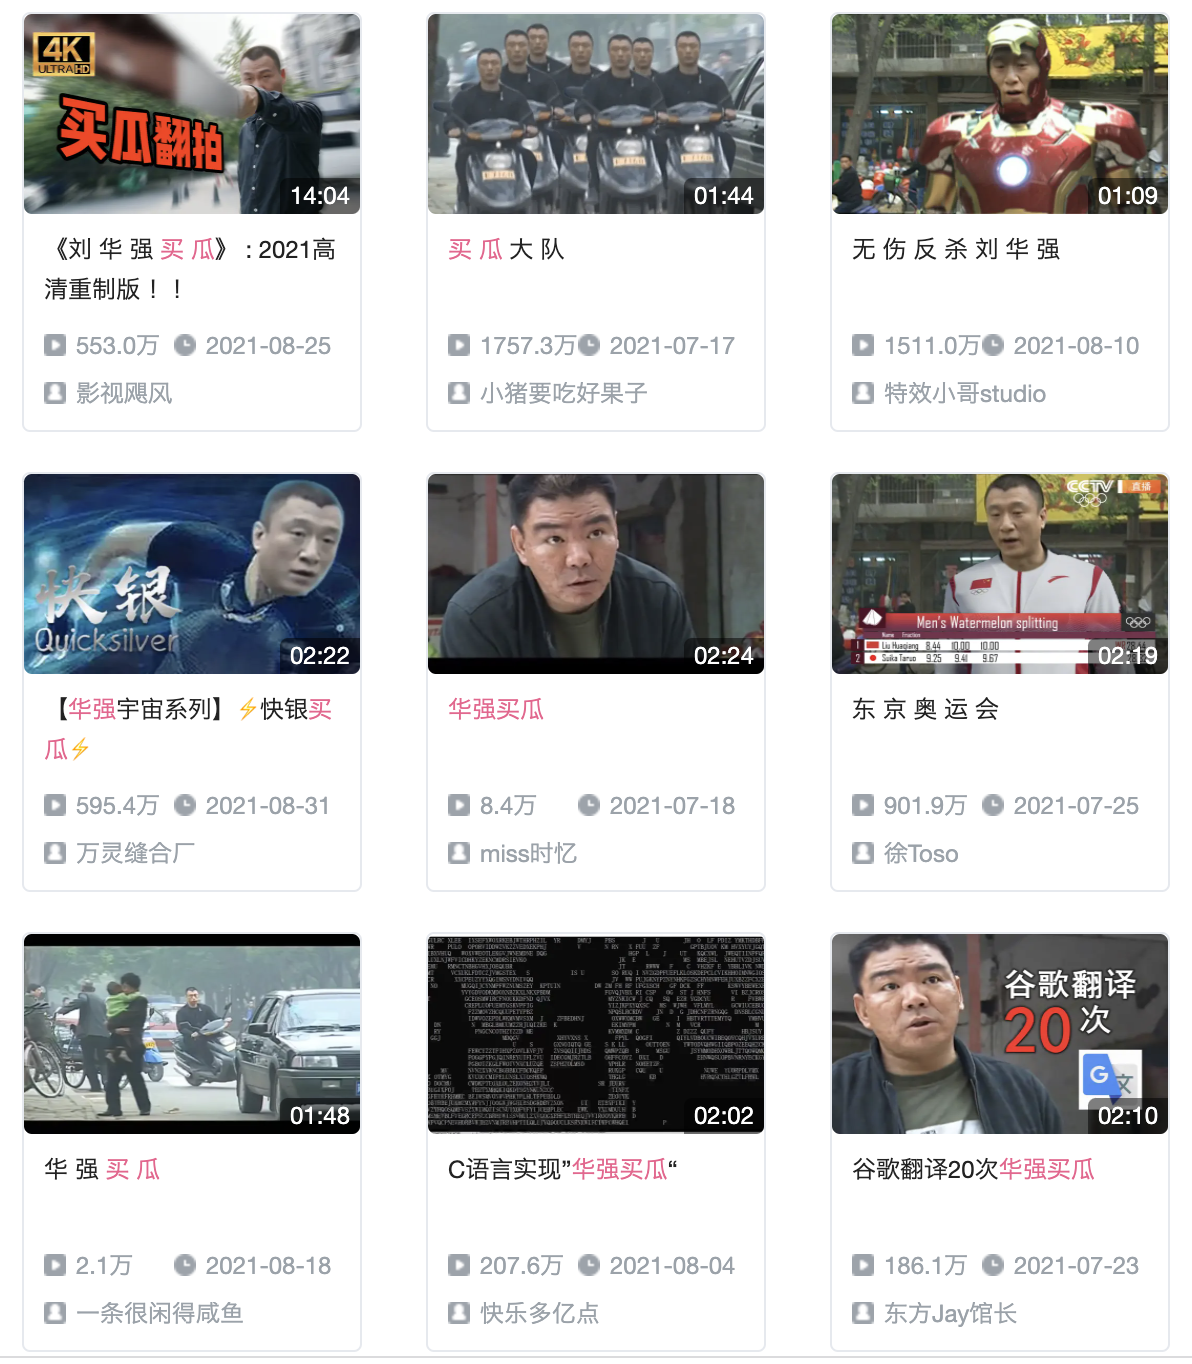 4K
ULTRA HD
买瓜翻拍
14:04
01:44
01:09
《刘 华 强 买 瓜》 : 2021高
清重制版！！
买 瓜 大 队
无 伤 反 杀 刘 华 强
553.0万 2021-08-25
1757.3万 2021-07-17
1511.0万 2021-08-10
影视飓风
小猪要吃好果子
特效小哥studio
快银
Quicksilver
02:22
02:24
CCTV 直播
Men's Watermelon splitting
Name Fraction
1 Liu Huaqiang 8.44 10.00 10.00
2 Suika Taruo 9.25 9.41 9.67
02:19
【华强宇宙系列】⚡快银买
瓜⚡
华强买瓜
东 京 奥 运 会
595.4万 2021-08-31
8.4万 2021-07-18
901.9万 2021-07-25
万灵缝合厂
miss时忆
徐Toso
01:48
02:02
谷歌翻译
20次
G 文
02:10
华 强 买 瓜
C语言实现”华强买瓜“
谷歌翻译20次华强买瓜
2.1万 2021-08-18
207.6万 2021-08-04
186.1万 2021-07-23
一条很闲得咸鱼
快乐多亿点
东方Jay馆长